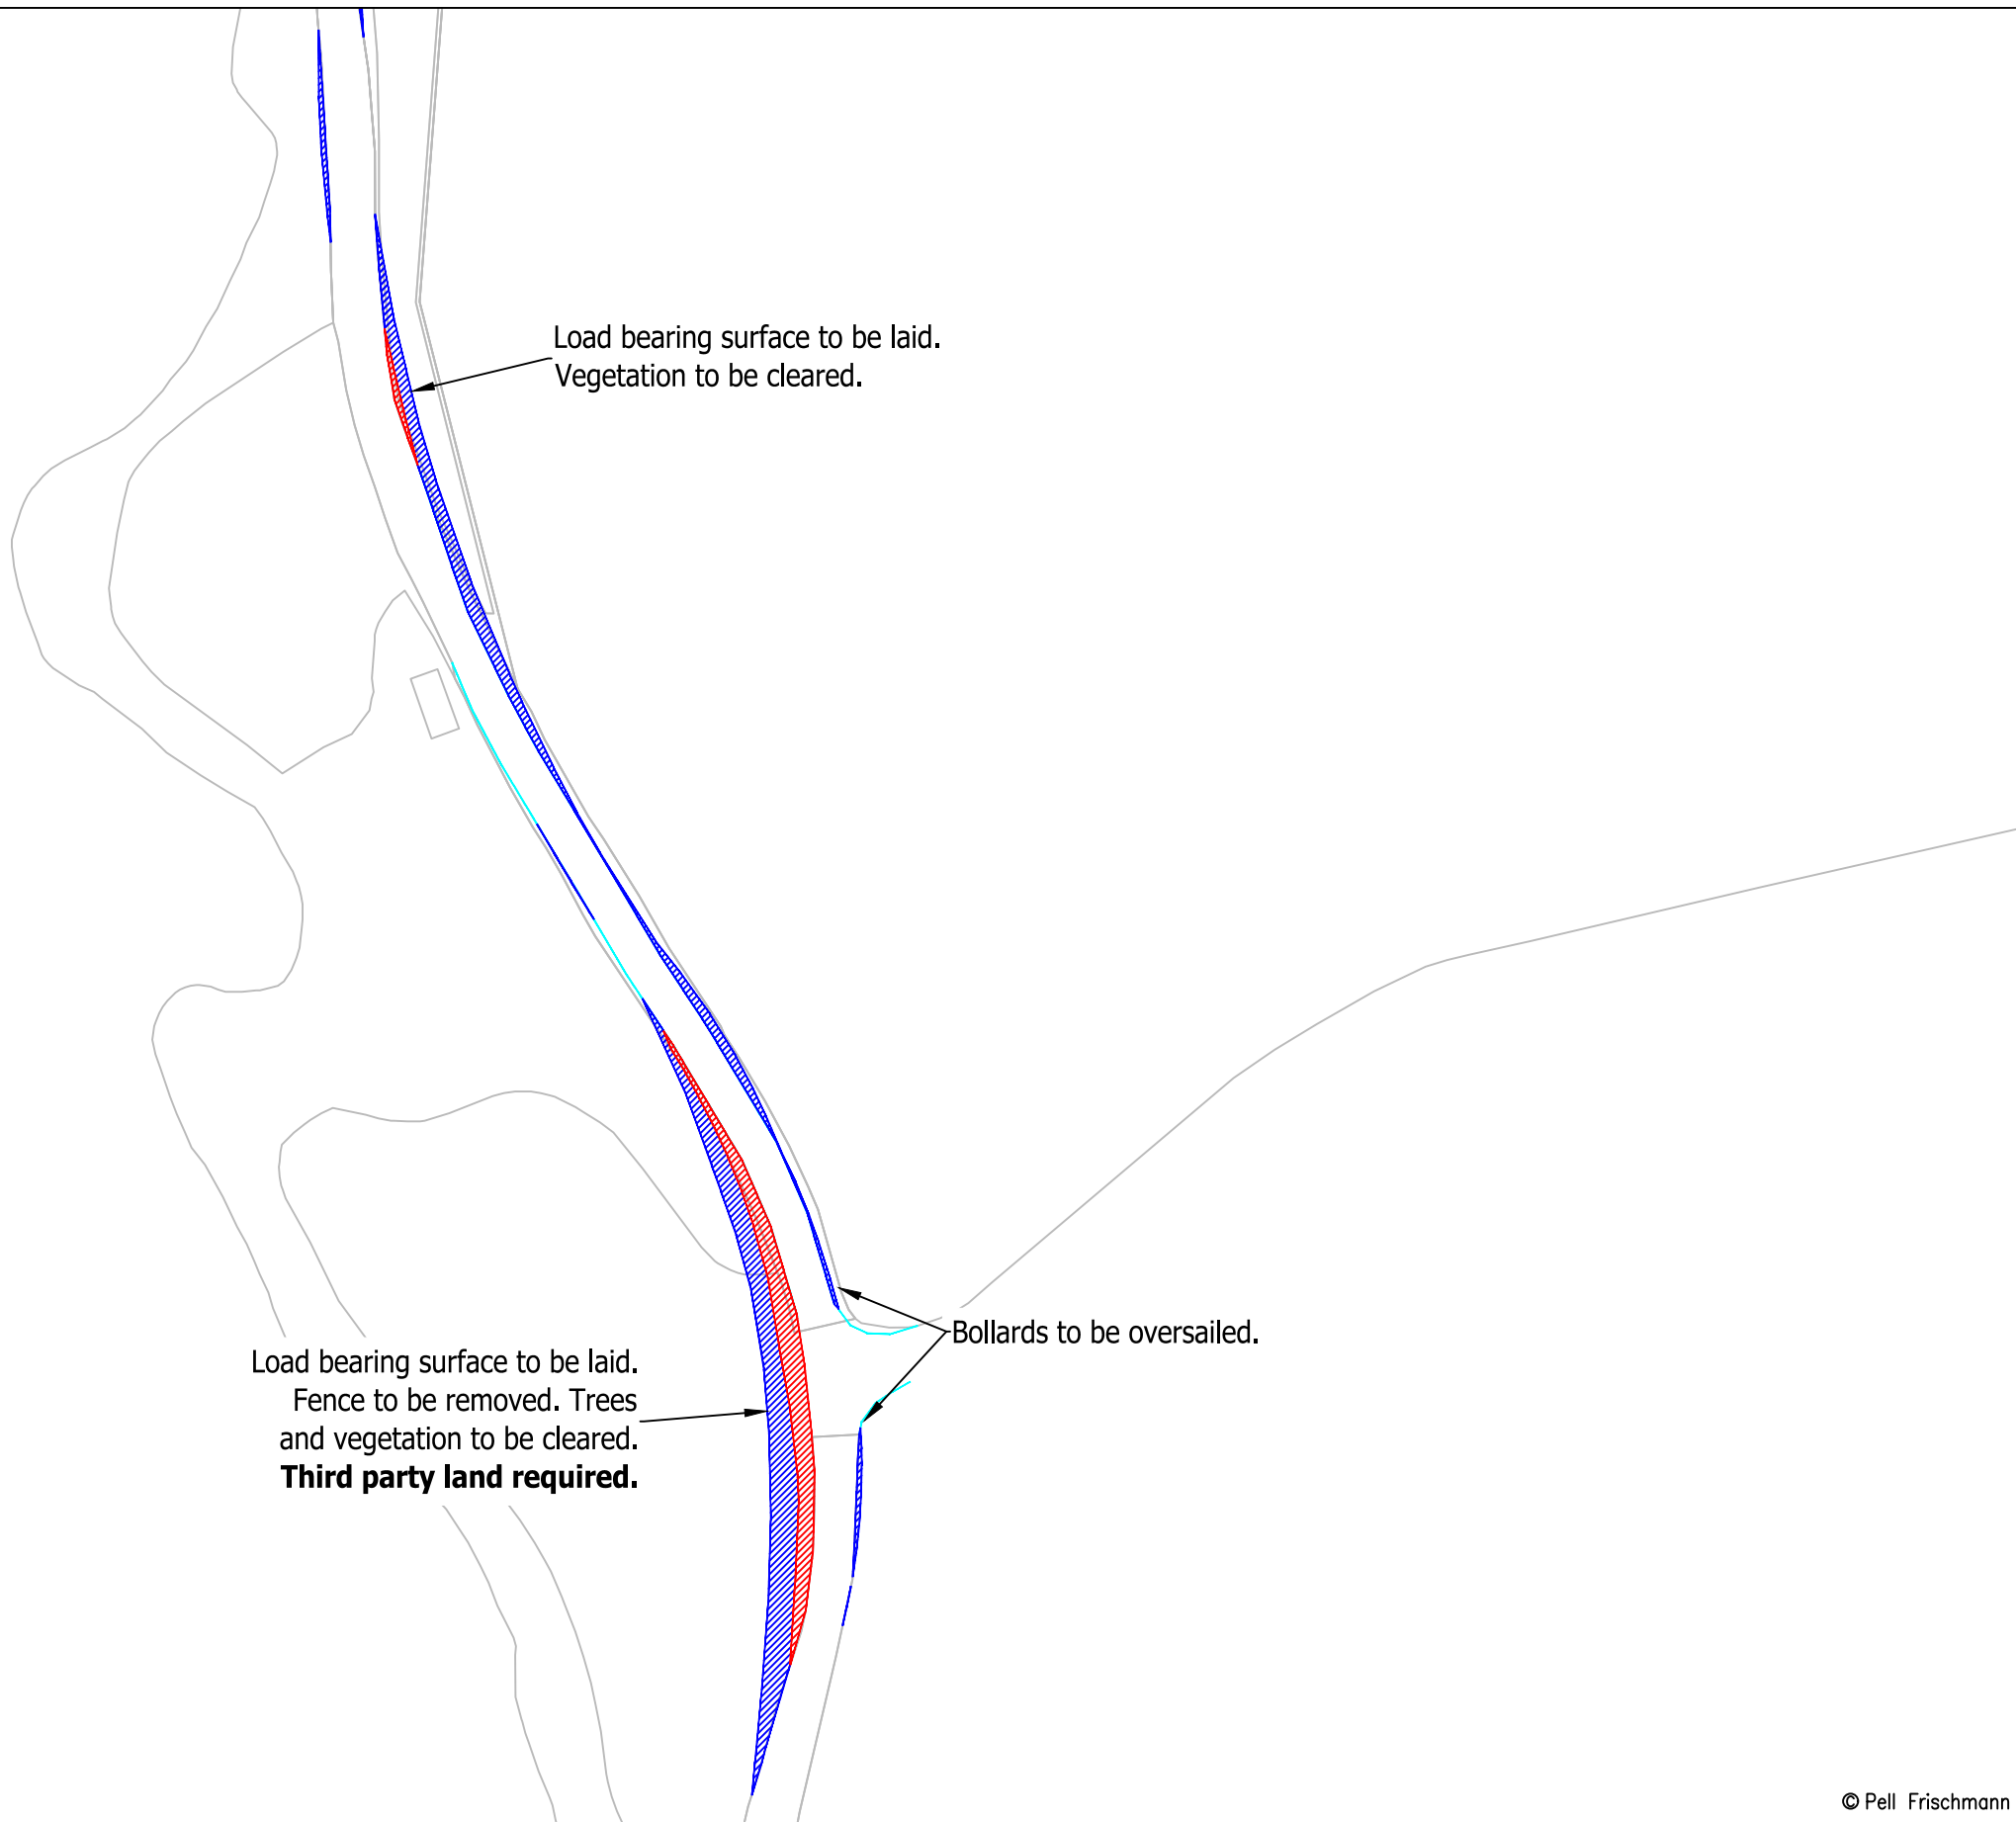 Load bearing surface to be laid.
Vegetation to be cleared.
Bollards to be oversailed.
Load bearing surface to be laid.
Fence to be removed. Trees
and vegetation to be cleared.
Third party land required.
© Pell Frischmann